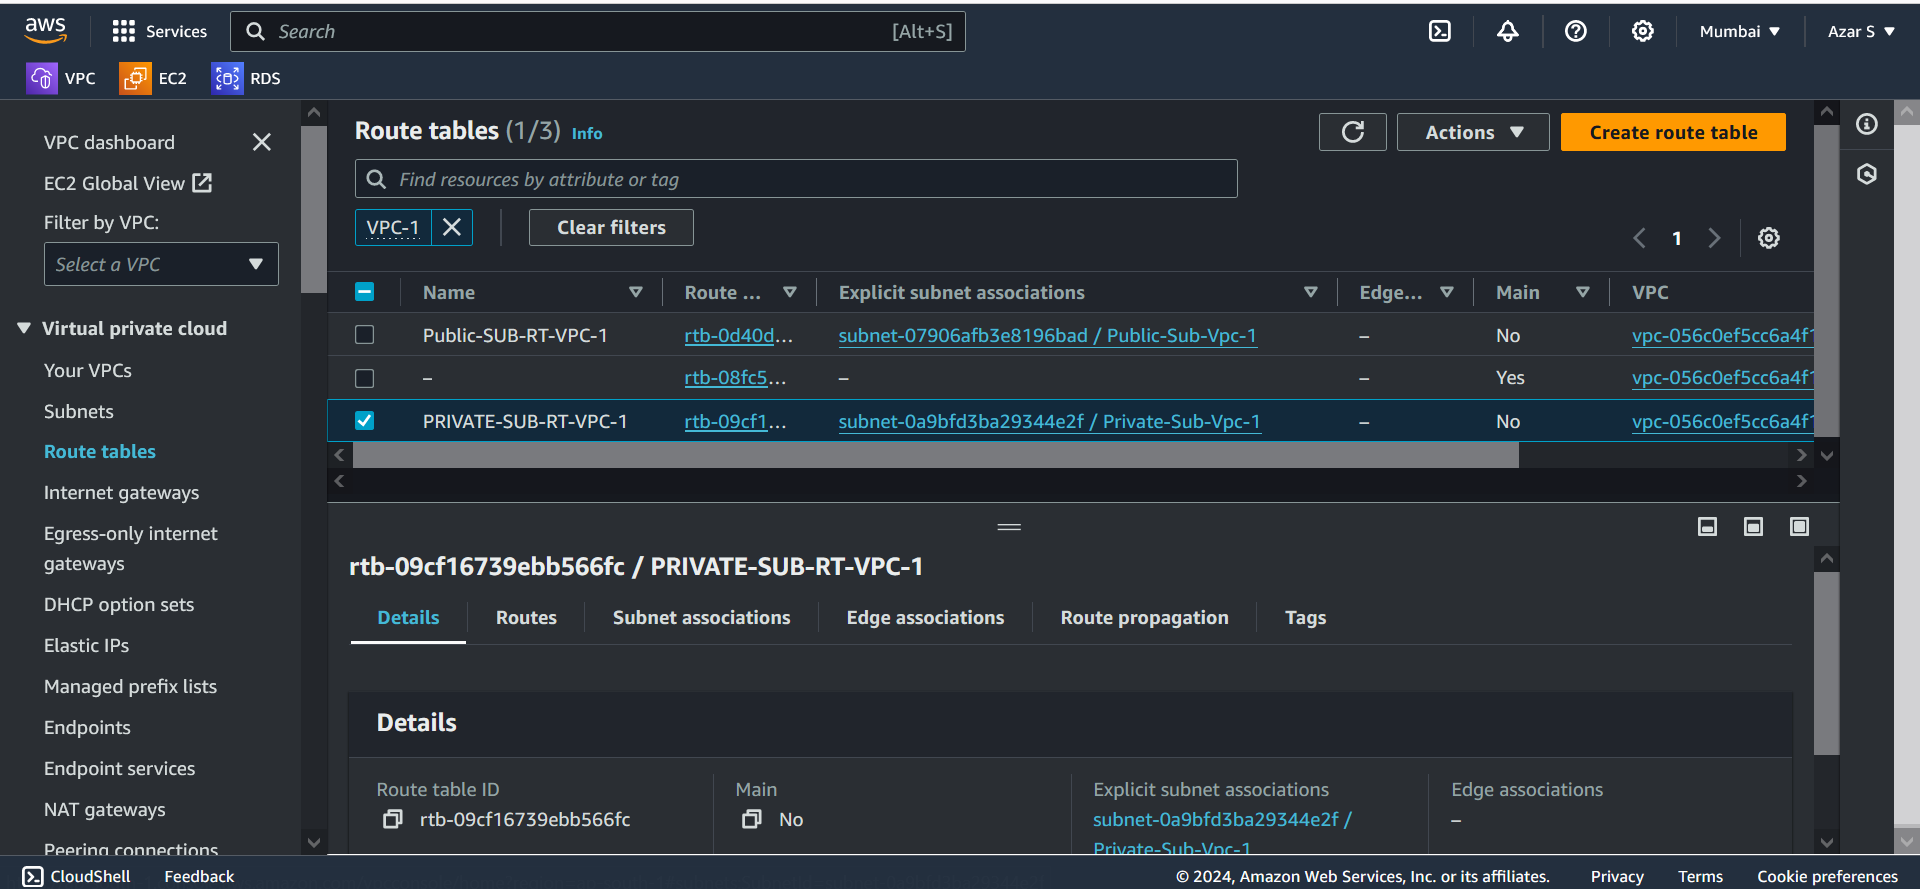 aws
Services
Search [Alt+S]
Mumbai ▼
Azar S ▼
VPC
EC2
RDS
VPC dashboard
EC2 Global View
Filter by VPC:
Select a VPC
Virtual private cloud
Your VPCs
Subnets
Route tables
Internet gateways
Egress-only internet
gateways
DHCP option sets
Elastic IPs
Managed prefix lists
Endpoints
Endpoint services
NAT gateways
Peering connections
Route tables (1/3) Info
Actions ▼
Create route table
Find resources by attribute or tag
VPC-1
Clear filters
1
Name Route ... Explicit subnet associations Edge... Main VPC
Public-SUB-RT-VPC-1 rtb-0d40d... subnet-07906afb3e8196bad / Public-Sub-Vpc-1 – No vpc-056c0ef5cc6a4f1
– rtb-08fc5... – – Yes vpc-056c0ef5cc6a4f1
PRIVATE-SUB-RT-VPC-1 rtb-09cf1... subnet-0a9bfd3ba29344e2f / Private-Sub-Vpc-1 – No vpc-056c0ef5cc6a4f1
rtb-09cf16739ebb566fc / PRIVATE-SUB-RT-VPC-1
Details Routes Subnet associations Edge associations Route propagation Tags
Details
Route table ID
rtb-09cf16739ebb566fc
Main
No
Explicit subnet associations
subnet-0a9bfd3ba29344e2f /
Private-Sub-Vpc-1
Edge associations
–
CloudShell Feedback © 2024, Amazon Web Services, Inc. or its affiliates. Privacy Terms Cookie preferences